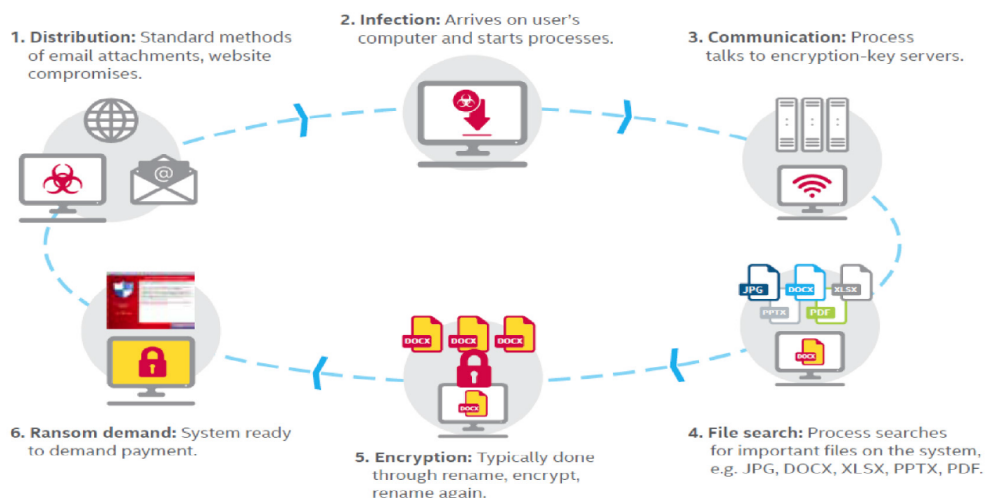 1. Distribution: Standard methods
of email attachments, website
compromises.
2. Infection: Arrives on user's
computer and starts processes.
3. Communication: Process
talks to encryption-key servers.
@
JPG
DOCX
XLSX
PPTX
PDF
DOCX
4. File search: Process searches
for important files on the system,
e.g. JPG, DOCX, XLSX, PPTX, PDF.
DOCX
DOCX
DOCX
DOCX
5. Encryption: Typically done
through rename, encrypt,
rename again.
6. Ransom demand: System ready
to demand payment.